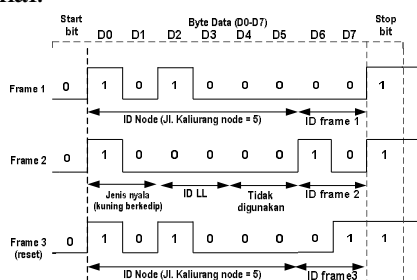 nal.
Start bit
Byte Data (D0-D7)
Stop bit
D0 D1 D2 D3 D4 D5 D6 D7
Frame 1
0 1 0 1 0 0 0 0 0 1
ID Node (Jl. Kaliurang node = 5)
ID frame 1
Frame 2
0 1 0 0 0 0 0 1 0 1
Jenis nyala (kuning berkedip)
ID LL
Tidak digunakan
ID frame 2
Frame 3 (reset)
0 1 0 1 0 0 0 0 1 1
ID Node (Jl. Kaliurang node = 5)
ID frame3